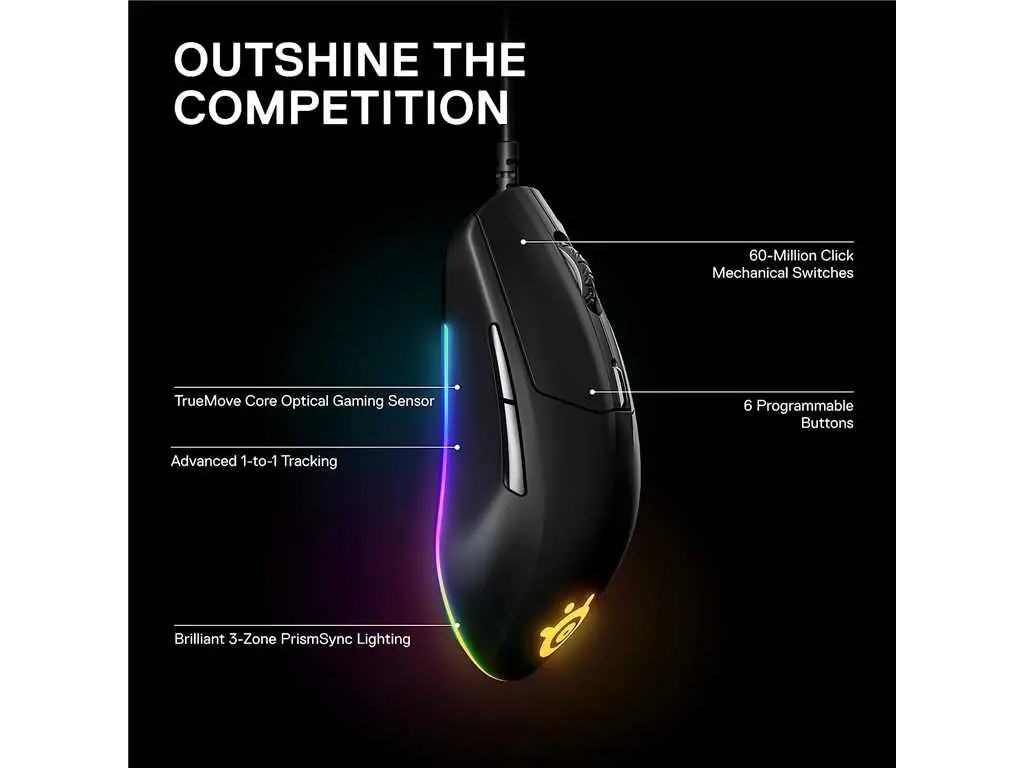 OUTSHINE THE
COMPETITION
60-Million Click
Mechanical Switches
TrueMove Core Optical Gaming Sensor
6 Programmable
Buttons
Advanced 1-to-1 Tracking
Brilliant 3-Zone PrismSync Lighting